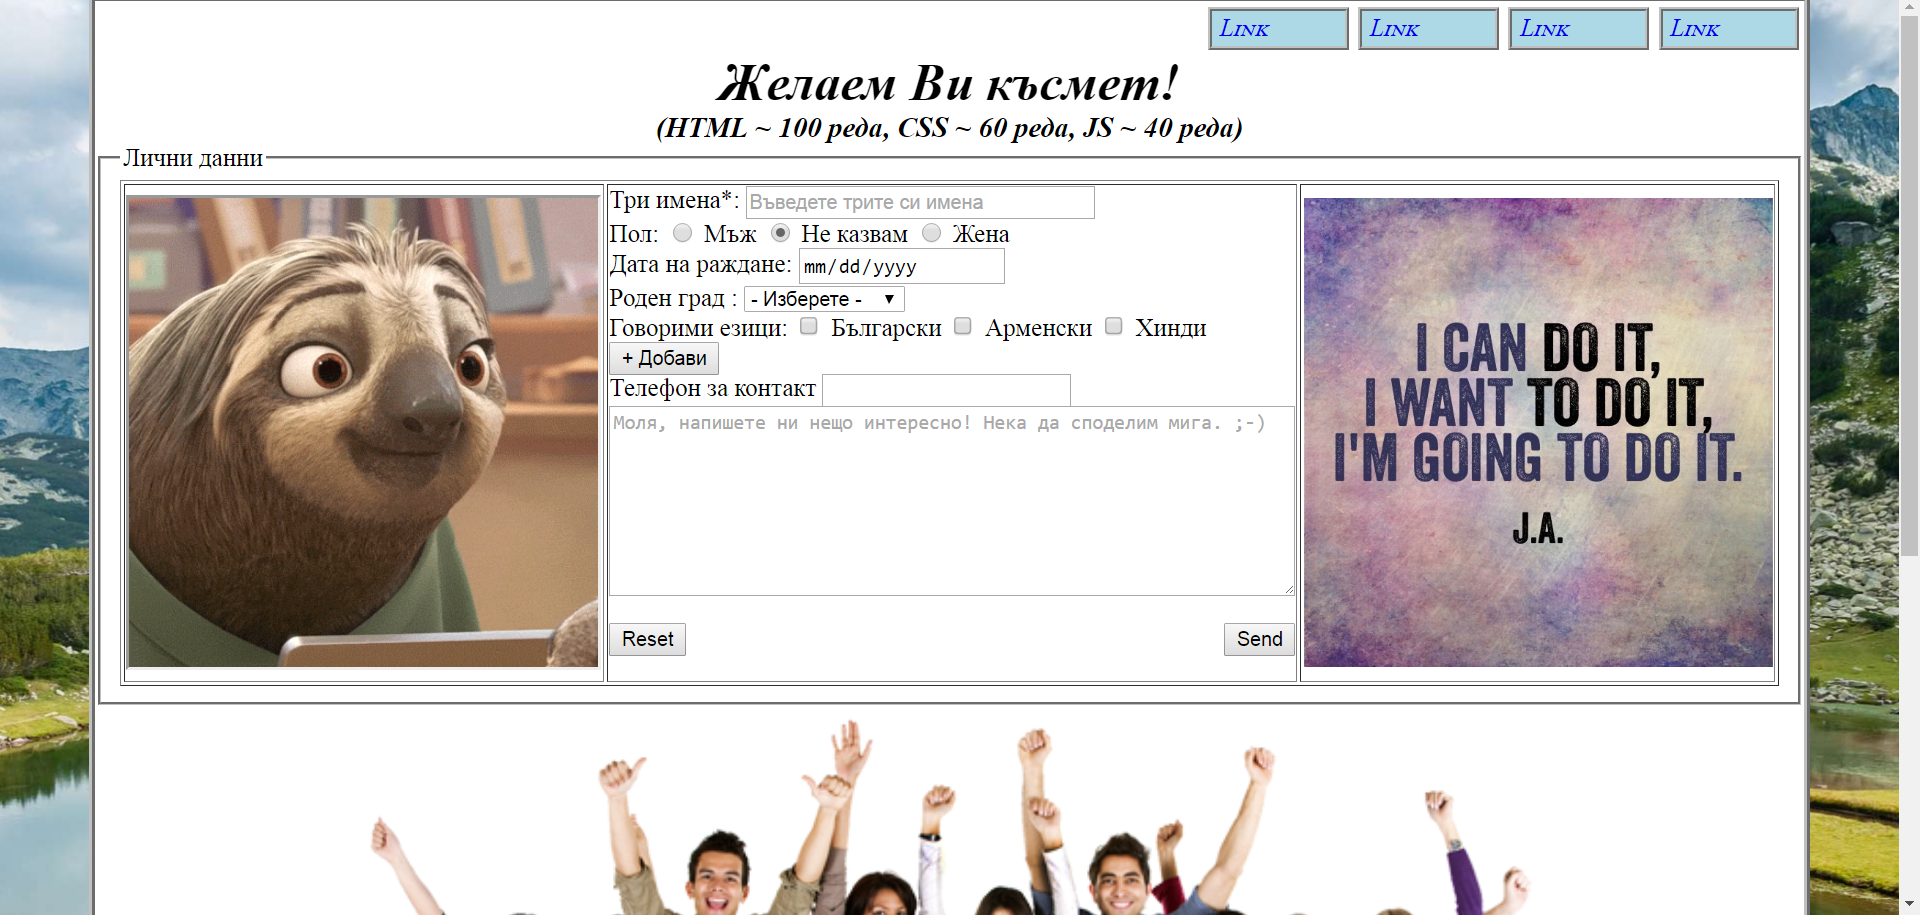 Link Link Link Link
Желаем Ви късмет!
(HTML ~ 100 реда, CSS ~ 60 реда, JS ~ 40 реда)
Лични данни
Три имена*: Въведете трите си имена
Пол: Мъж Не казвам Жена
Дата на раждане: mm/dd/yyyy
Роден град : - Изберете -
Говорими езици: Български Арменски Хинди
+ Добави
Телефон за контакт
Моля, напишете ни нещо интересно! Нека да споделим мига. ;-)
Reset Send
I CAN DO IT,
I WANT TO DO IT,
I'M GOING TO DO IT.
J.A.